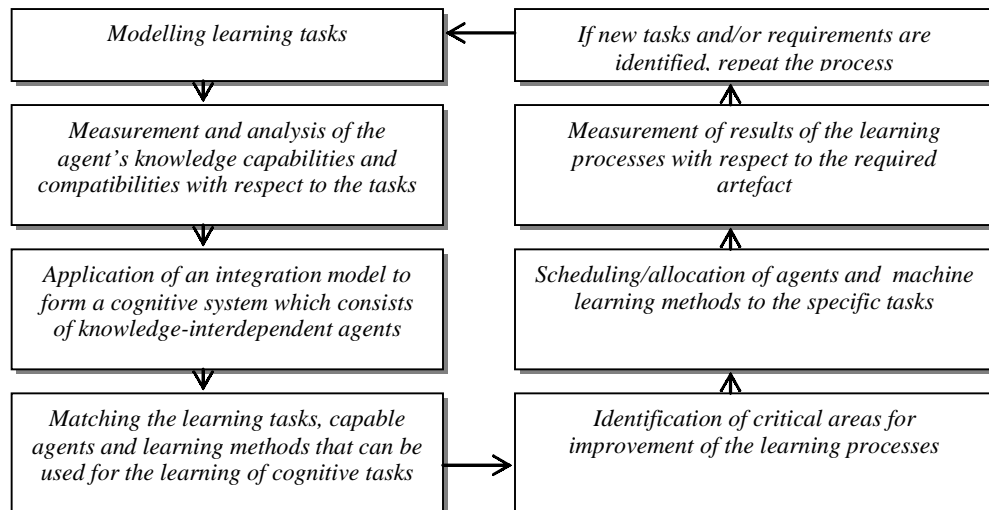 Modelling learning tasks
Measurement and analysis of the
agent's knowledge capabilities and
compatibilities with respect to the tasks
Application of an integration model to
form a cognitive system which consists
of knowledge-interdependent agents
Matching the learning tasks, capable
agents and learning methods that can be
used for the learning of cognitive tasks
Identification of critical areas for
improvement of the learning processes
Scheduling/allocation of agents and machine
learning methods to the specific tasks
Measurement of results of the learning
processes with respect to the required
artefact
If new tasks and/or requirements are
identified, repeat the process